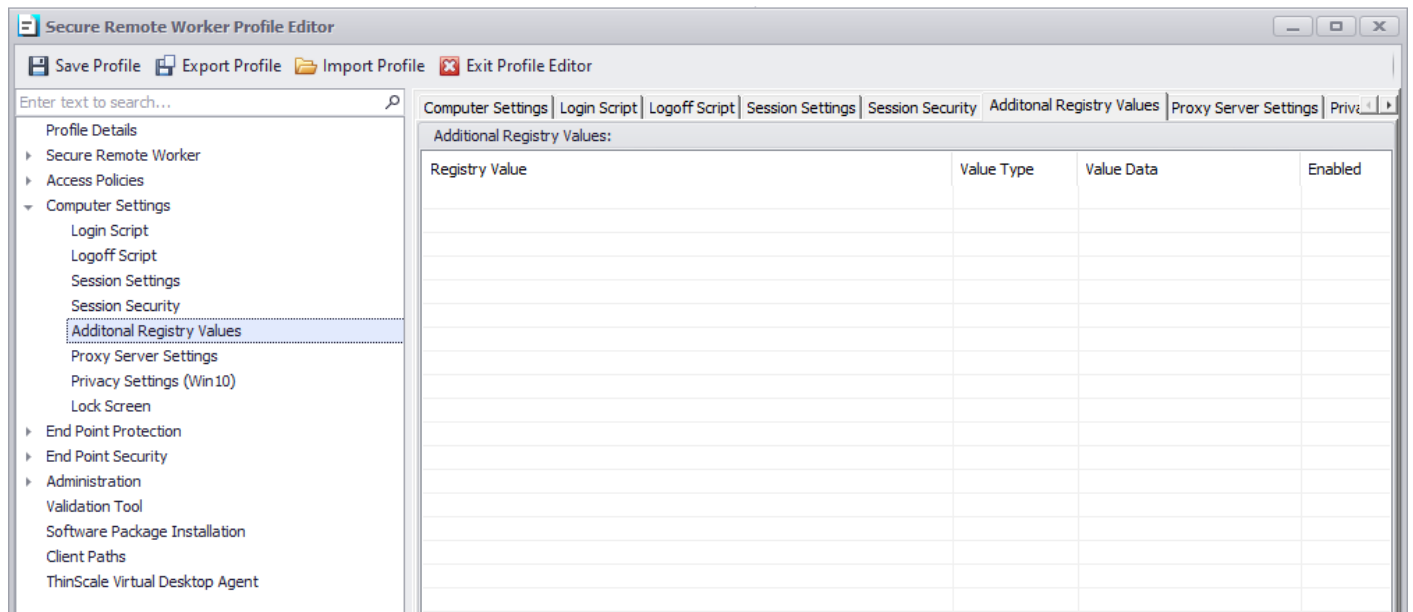 Secure Remote Worker Profile Editor
Save Profile Export Profile Import Profile Exit Profile Editor
Enter text to search...
Profile Details
Secure Remote Worker
Access Policies
Computer Settings
Login Script
Logoff Script
Session Settings
Session Security
Additonal Registry Values
Proxy Server Settings
Privacy Settings (Win10)
Lock Screen
End Point Protection
End Point Security
Administration
Validation Tool
Software Package Installation
Client Paths
ThinScale Virtual Desktop Agent
Computer Settings Login Script Logoff Script Session Settings Session Security Additonal Registry Values Proxy Server Settings Priva
Additional Registry Values:
Registry Value Value Type Value Data Enabled